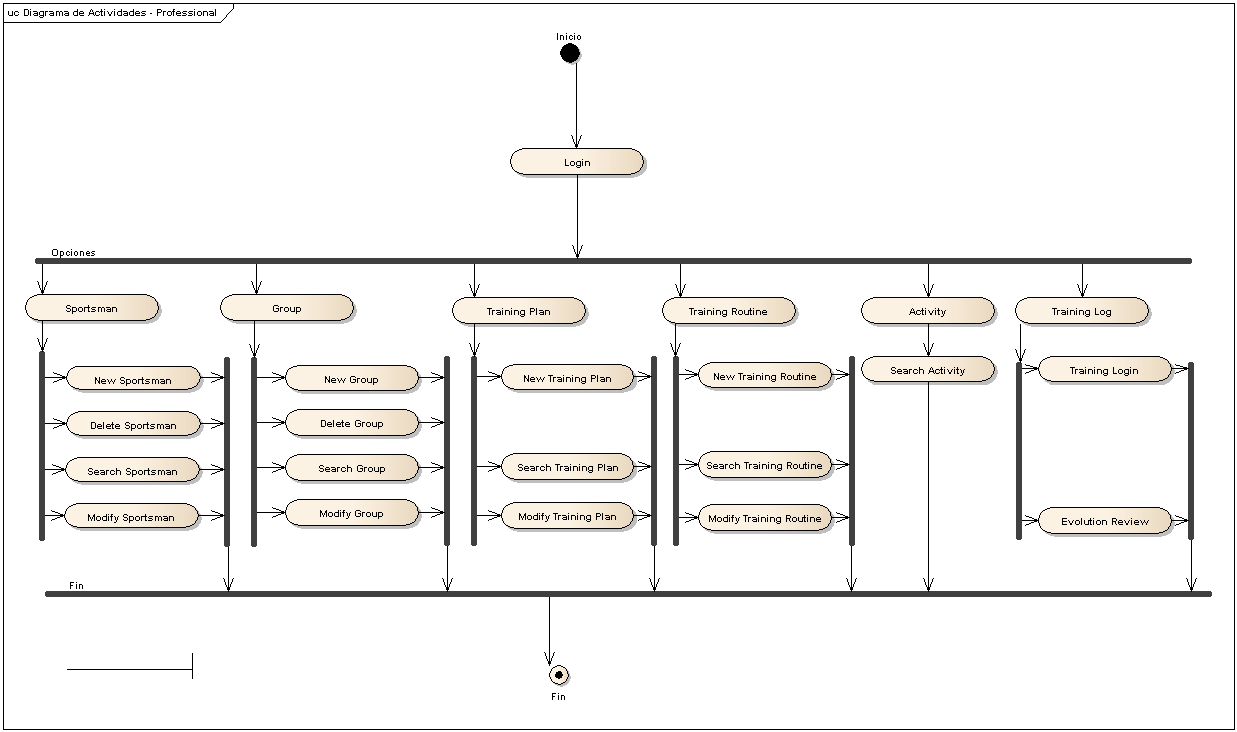 uc Diagrama de Actividades - Professional
Inicio
Login
Opciones
Sportsman
Group
Training Plan
Training Routine
Activity
Training Log
New Sportsman
New Group
New Training Plan
New Training Routine
Search Activity
Training Login
Delete Sportsman
Delete Group
Search Sportsman
Search Group
Search Training Plan
Search Training Routine
Modify Sportsman
Modify Group
Modify Training Plan
Modify Training Routine
Evolution Review
Fin
Fin